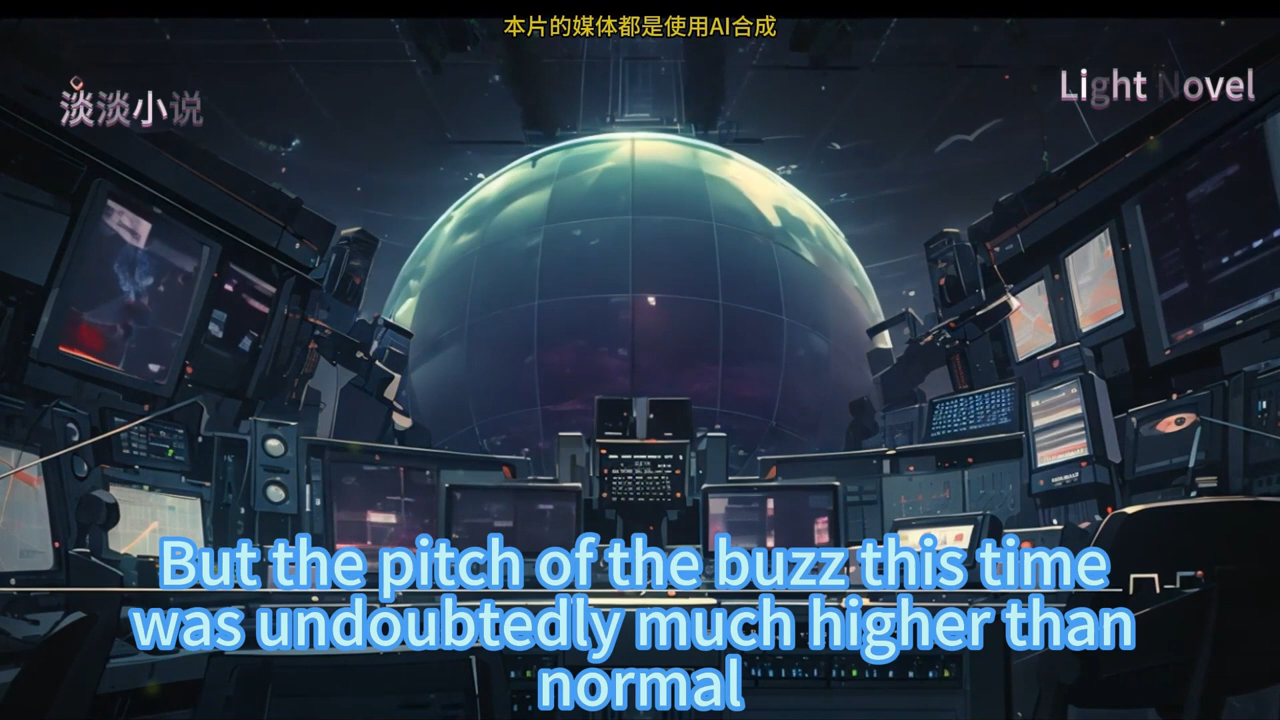 本片的媒体都是使用AI合成
淡淡小说
Light Novel
But the pitch of the buzz this time
was undoubtedly much higher than
normal